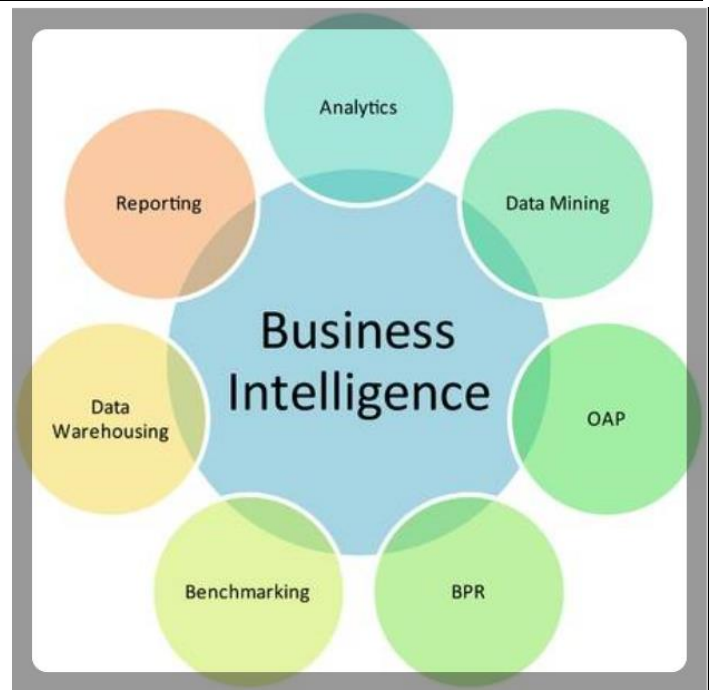 Analytics
Reporting
Data Mining
Business
Intelligence
Data
Warehousing
OAP
Benchmarking
BPR